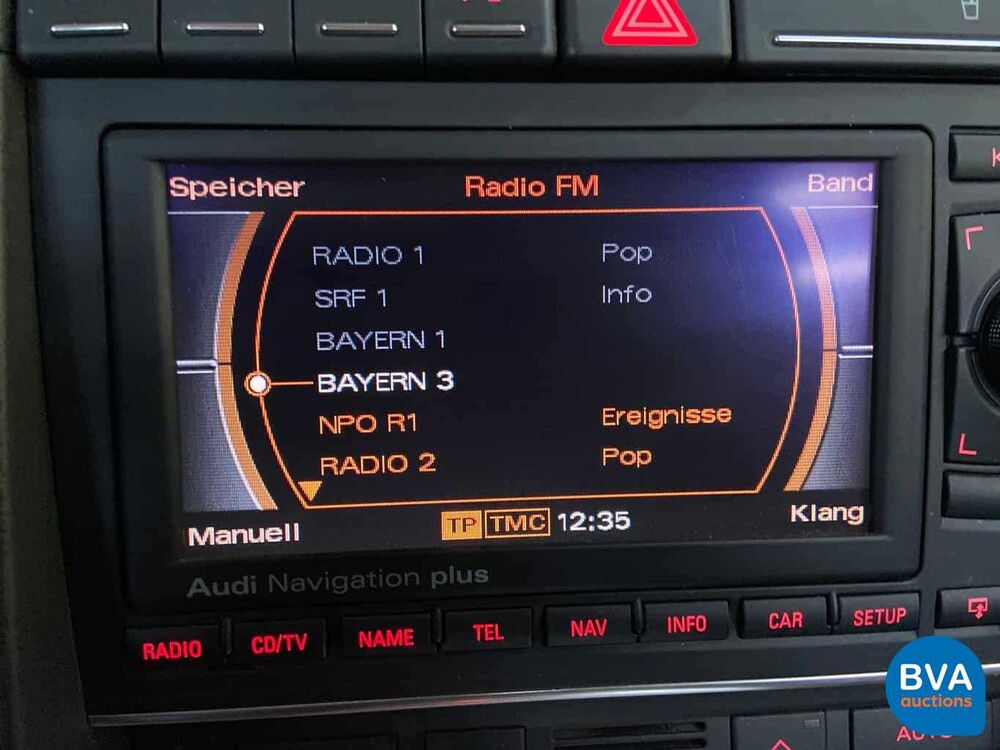 Speicher Radio FM Band
RADIO 1 Pop
SRF 1 Info
BAYERN 1
BAYERN 3
NPO R1 Ereignisse
RADIO 2 Pop
Manuell TP TMC 12:35 Klang
Audi Navigation plus
RADIO CD/TV NAME TEL NAV INFO CAR SETUP
BVA
auctions
AUTO